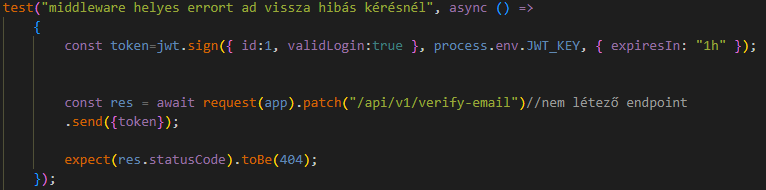 test("middleware helyes errort ad vissza hibás kérésnél", async () =>
{
const token=jwt.sign({ id:1, validLogin:true }, process.env.JWT_KEY, { expiresIn: "1h" });
const res = await request(app).patch("/api/v1/verify-email")//nem létező endpoint
.send({token});
expect(res.statusCode).toBe(404);
});